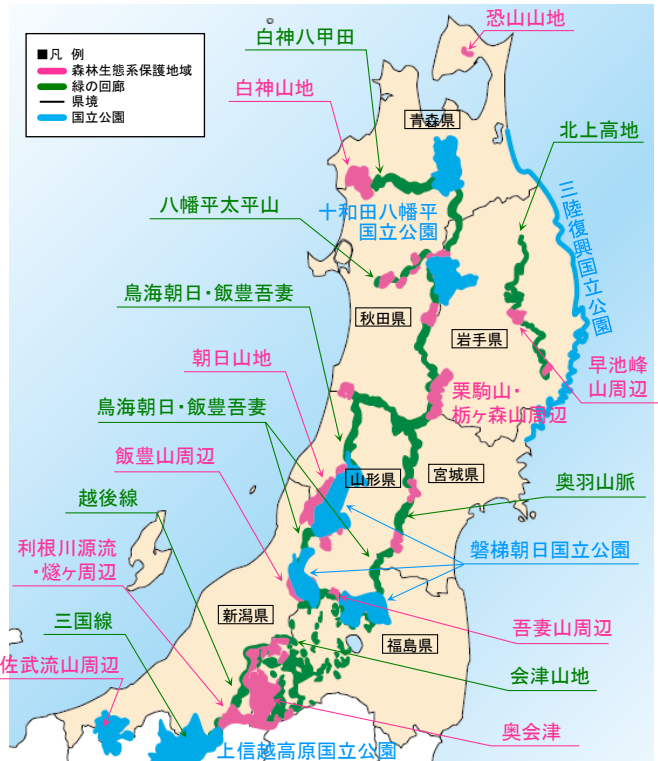 ■凡 例
森林生態系保護地域
緑の回廊
県境
国立公園
恐山山地
白神八甲田
白神山地
青森県
北上高地
八幡平太平山
十和田八幡平
国立公園
三陸復興国立公園
鳥海朝日・飯豊吾妻
秋田県
岩手県
朝日山地
早池峰
山周辺
栗駒山・
栃ヶ森山周辺
鳥海朝日・飯豊吾妻
飯豊山周辺
山形県
宮城県
奥羽山脈
越後線
利根川源流
・燧ヶ周辺
磐梯朝日国立公園
新潟県
三国線
福島県
吾妻山周辺
佐武流山周辺
会津山地
奥会津
上信越高原国立公園